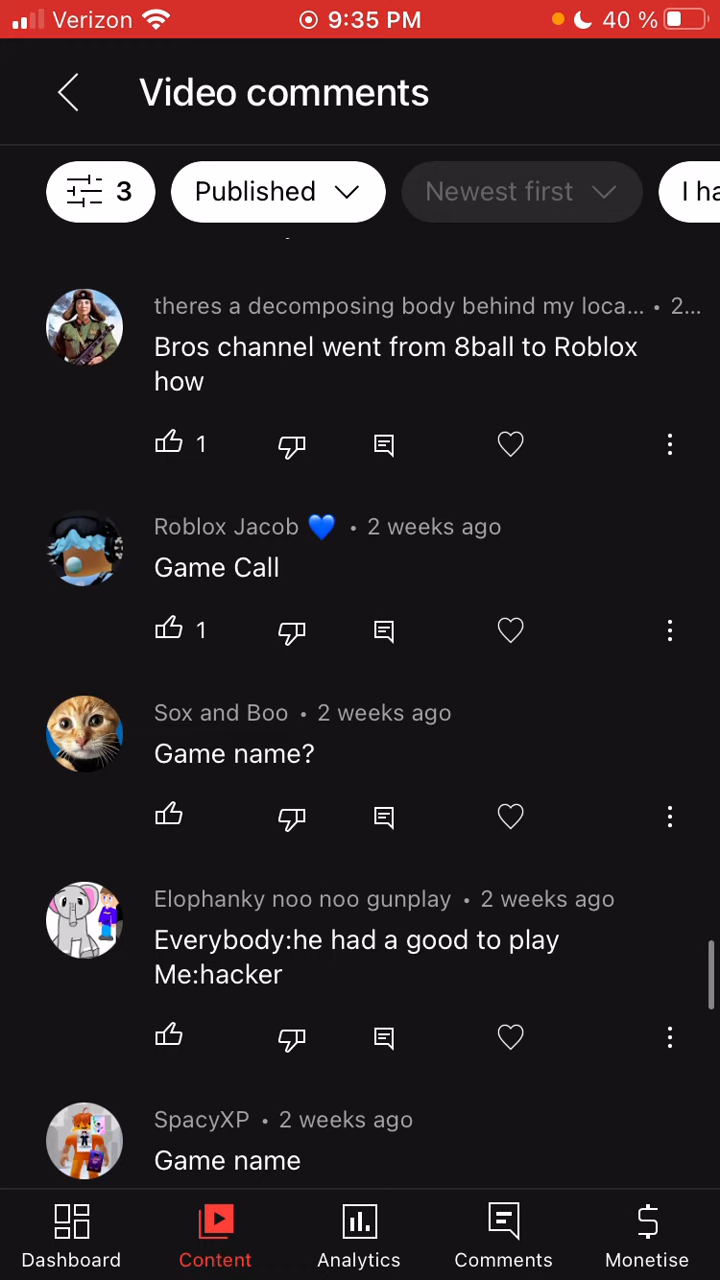 Verizon 9:35 PM 40 %
Video comments
3 Published Newest first I ha
theres a decomposing body behind my loca... • 2...
Bros channel went from 8ball to Roblox
how
1
Roblox Jacob 💙 • 2 weeks ago
Game Call
1
Sox and Boo • 2 weeks ago
Game name?
Elophanky noo noo gunplay • 2 weeks ago
Everybody:he had a good to play
Me:hacker
SpacyXP • 2 weeks ago
Game name
Dashboard Content Analytics Comments Monetise